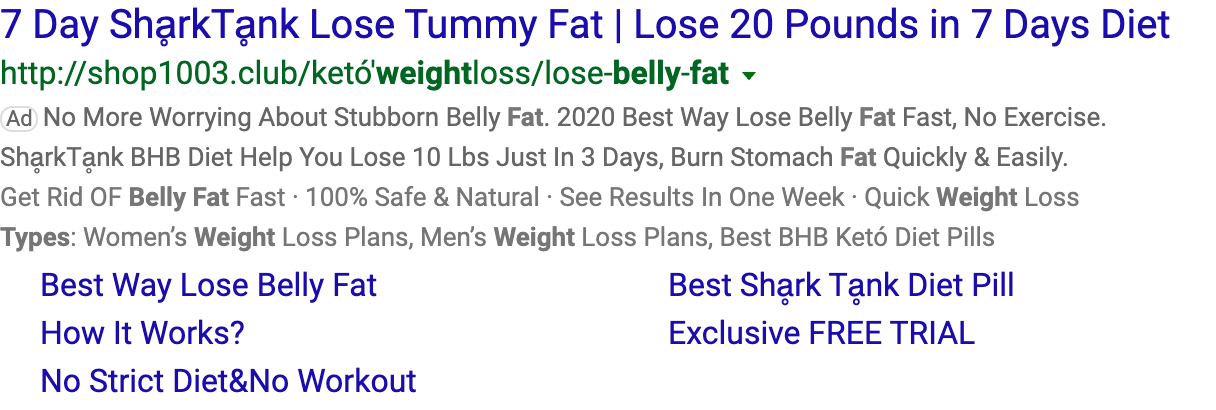 7 Day Shḁrk​Tḁnk Lose Tummy Fat | Lose 20 Pounds in 7 Days Diet
http://shop1003.club/ketó'weightloss/lose-belly-fat
Ad No More Worrying About Stubborn Belly Fat. 2020 Best Way Lose Belly Fat Fast, No Exercise.
ShḁrkTḁnk BHB Diet Help You Lose 10 Lbs Just In 3 Days, Burn Stomach Fat Quickly & Easily.
Get Rid OF Belly Fat Fast · 100% Safe & Natural · See Results In One Week · Quick Weight Loss
Types: Women’s Weight Loss Plans, Men’s Weight Loss Plans, Best BHB Ketó Diet Pills
Best Way Lose Belly Fat
Best Shḁrk Tḁnk Diet Pill
How It Works?
Exclusive FREE TRIAL
No Strict Diet&No Workout